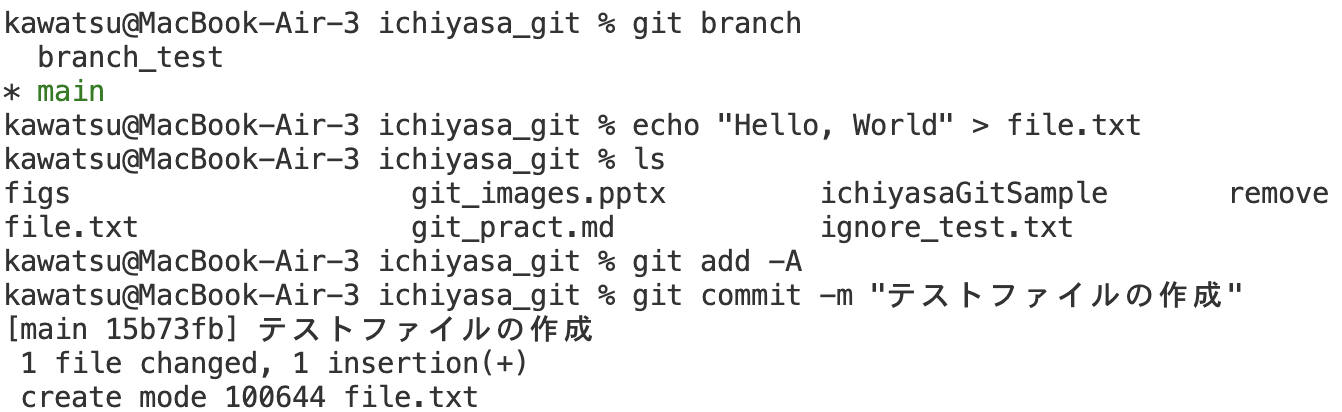 kawatsu@MacBook-Air-3 ichiyasa_git % git branch
  branch_test
* main
kawatsu@MacBook-Air-3 ichiyasa_git % echo "Hello, World" > file.txt
kawatsu@MacBook-Air-3 ichiyasa_git % ls
figs                    git_images.pptx         ichiyasaGitSample       remove
file.txt                git_pract.md            ignore_test.txt
kawatsu@MacBook-Air-3 ichiyasa_git % git add -A
kawatsu@MacBook-Air-3 ichiyasa_git % git commit -m "テストファイルの作成"
[main 15b73fb] テストファイルの作成
 1 file changed, 1 insertion(+)
 create mode 100644 file.txt